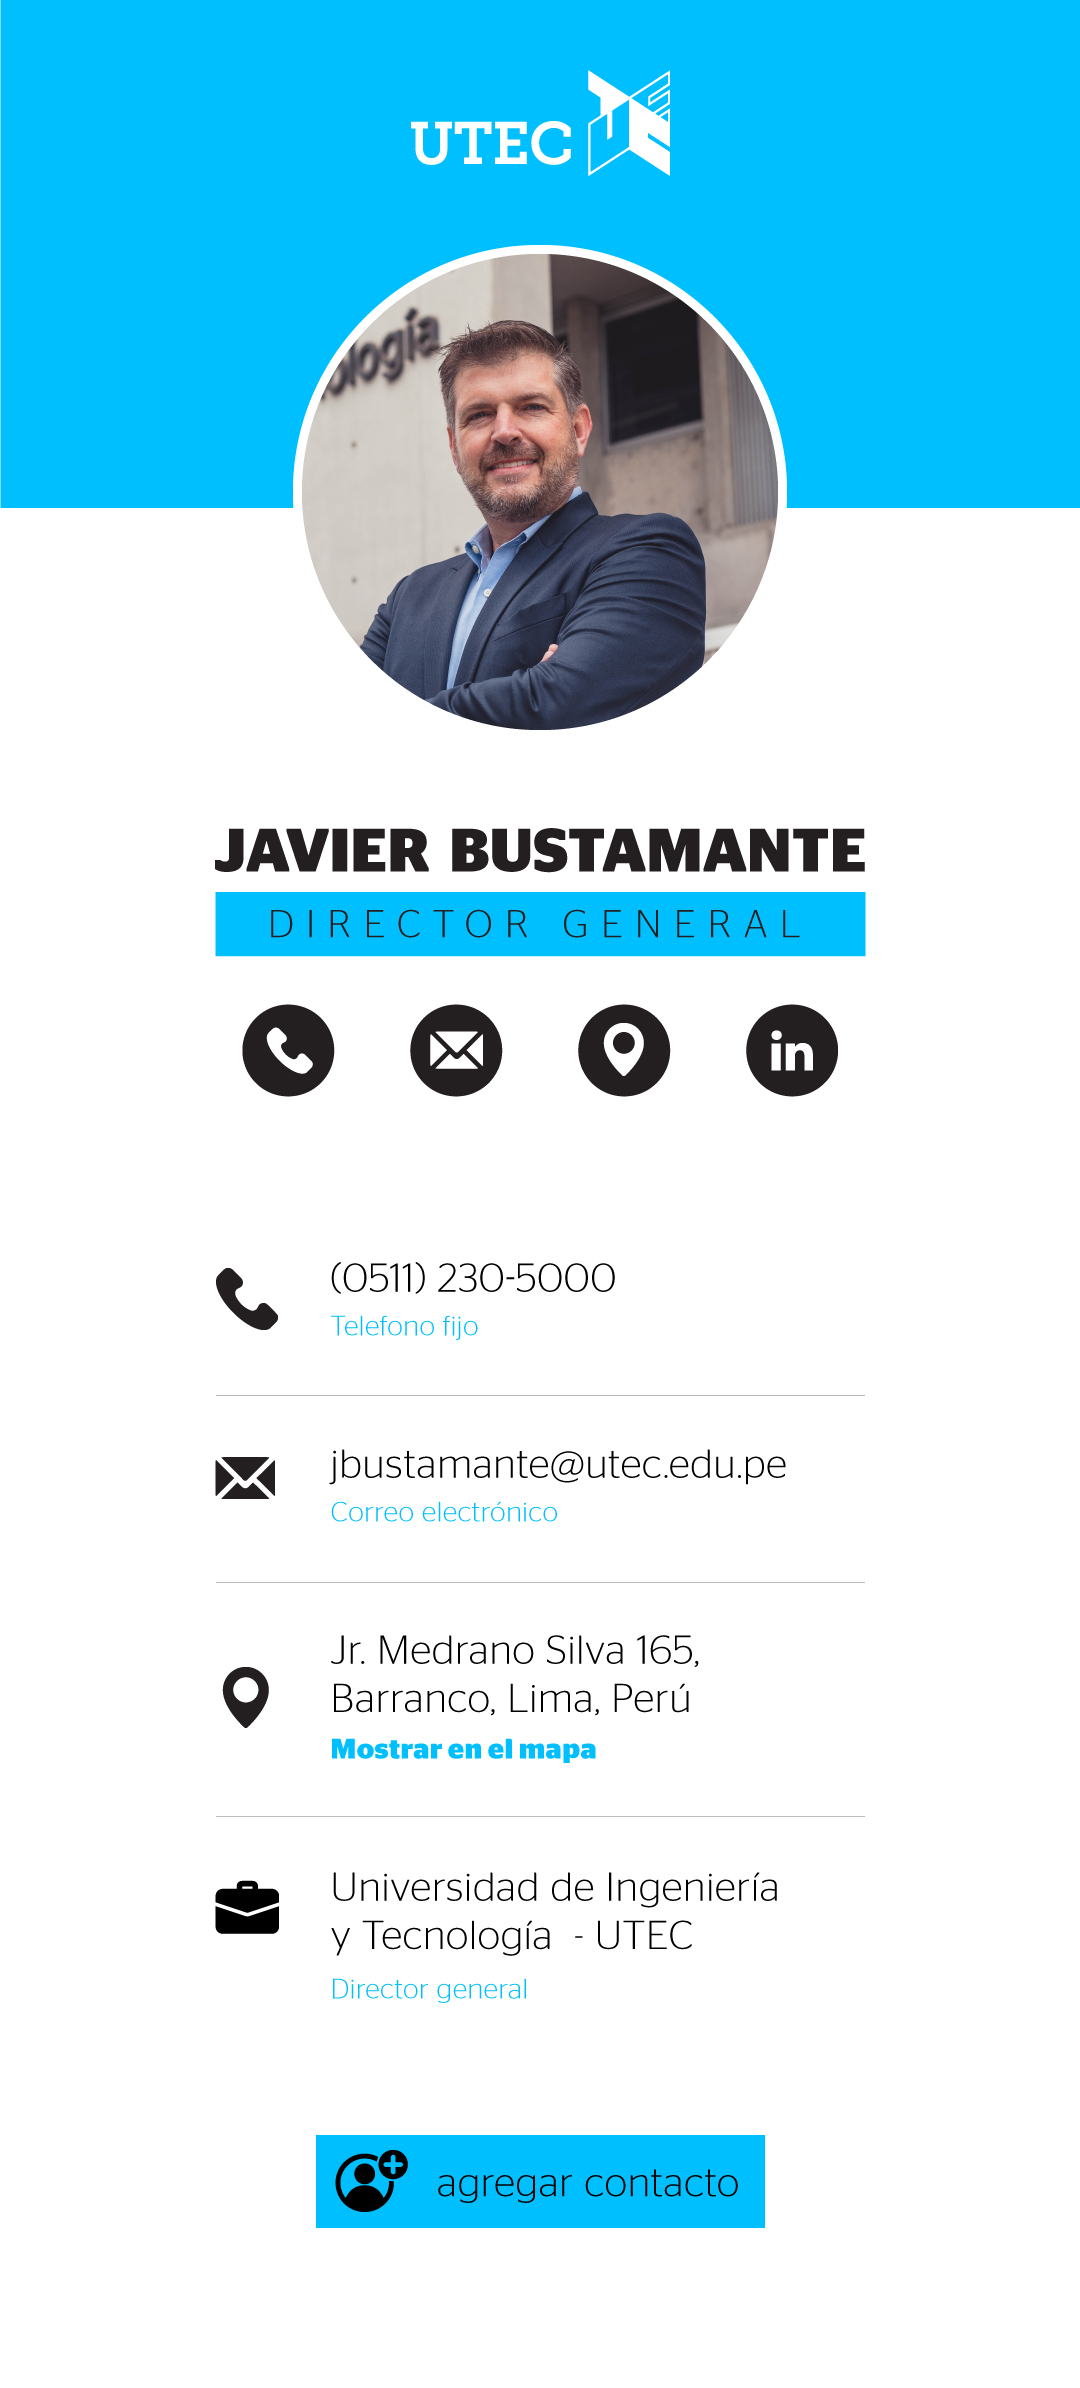 UTEC
ología
JAVIER BUSTAMANTE
DIRECTOR GENERAL
in
(0511) 230-5000
Telefono fijo
jbustamante@utec.edu.pe
Correo electrónico
Jr. Medrano Silva 165,
Barranco, Lima, Perú
Mostrar en el mapa
Universidad de Ingeniería
y Tecnología - UTEC
Director general
agregar contacto